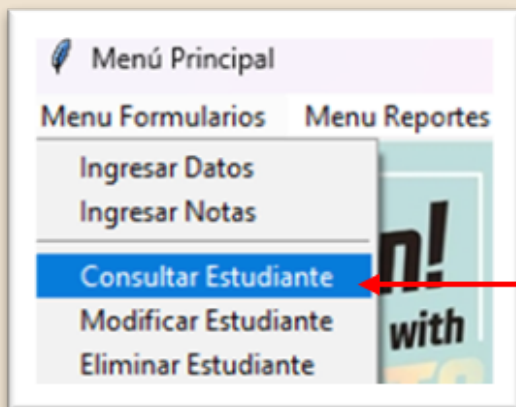 Menú Principal
Menu Formularios Menu Reportes
Ingresar Datos
Ingresar Notas
Consultar Estudiante
Modificar Estudiante
Eliminar Estudiante
n!
with